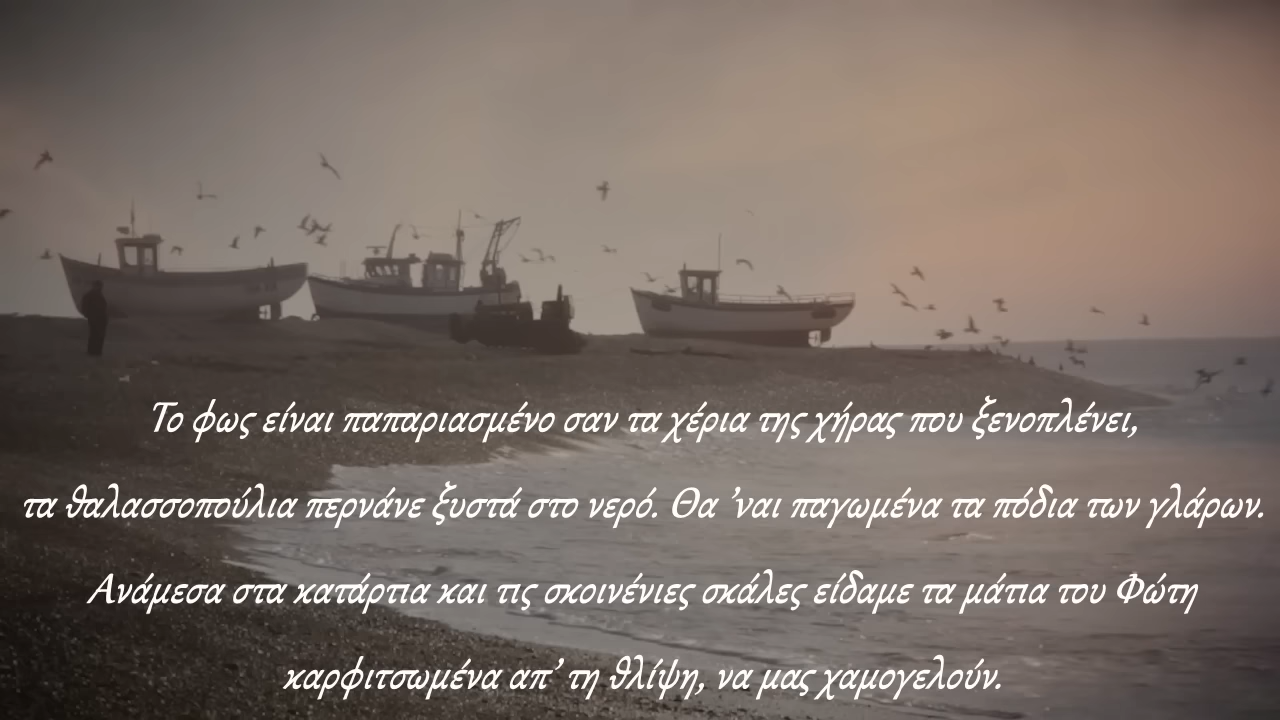 Το φως είναι παπαριασμένο σαν τα χέρια της χήρας που ξενοπλένει,
τα θαλασσοπούλια περνάνε ξυστά στο νερό. Θα ’ναι παγωμένα τα πόδια των γλάρων.
Ανάμεσα στα κατάρτια και τις σκοινένιες σκάλες είδαμε τα μάτια του Φώτη
καρφιτσωμένα απ’ τη θλίψη, να μας χαμογελούν.